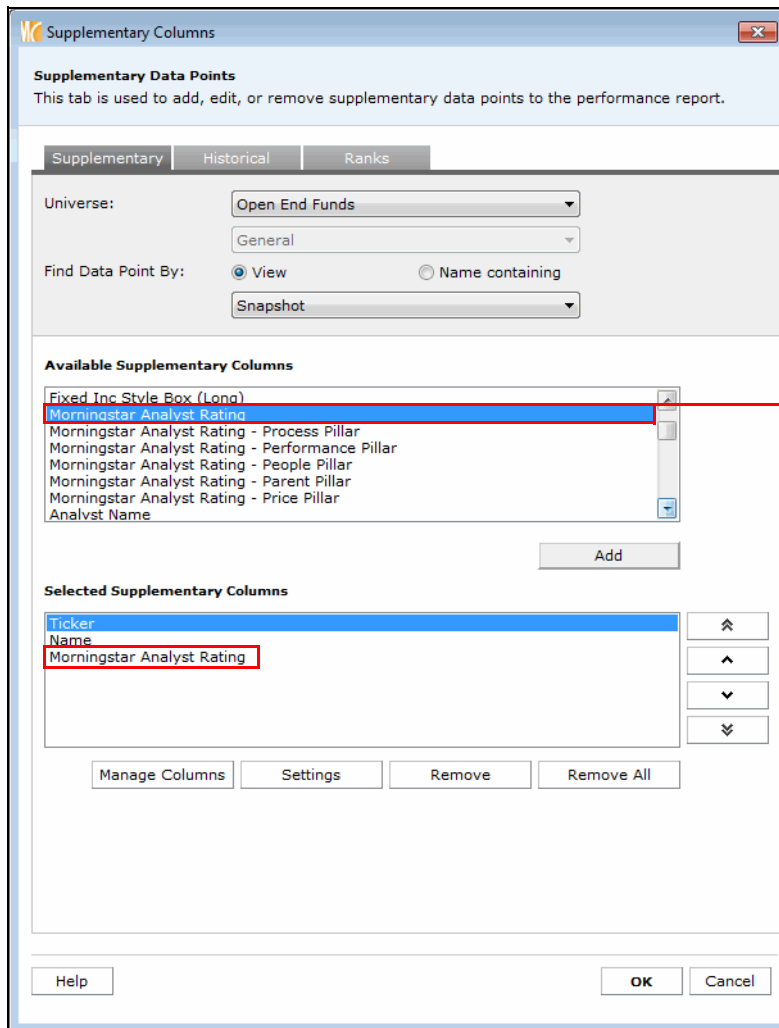 Supplementary Columns
Supplementary Data Points
This tab is used to add, edit, or remove supplementary data points to the performance report.
Supplementary Historical Ranks
Universe: Open End Funds
General
Find Data Point By: View Name containing
Snapshot
Available Supplementary Columns
Fixed Inc Style Box (Long)
Morningstar Analyst Rating
Morningstar Analyst Rating - Process Pillar
Morningstar Analyst Rating - Performance Pillar
Morningstar Analyst Rating - People Pillar
Morningstar Analyst Rating - Parent Pillar
Morningstar Analyst Rating - Price Pillar
Analyst Name
Add
Selected Supplementary Columns
Ticker
Name
Morningstar Analyst Rating
Manage Columns Settings Remove Remove All
Help OK Cancel